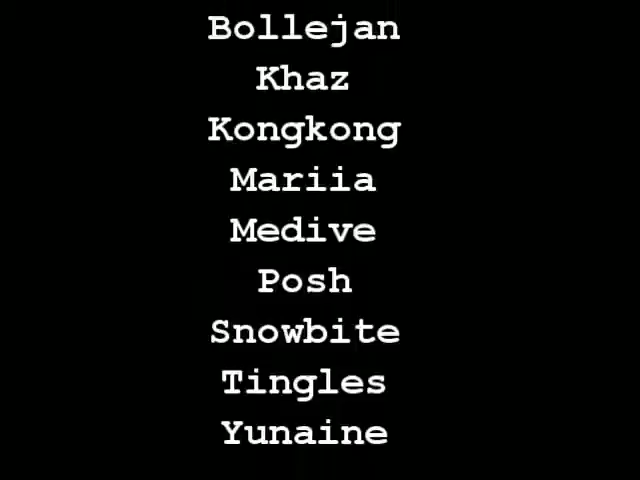 Bollejan
Khaz
Kongkong
Mariia
Medive
Posh
Snowbite
Tingles
Yunaine